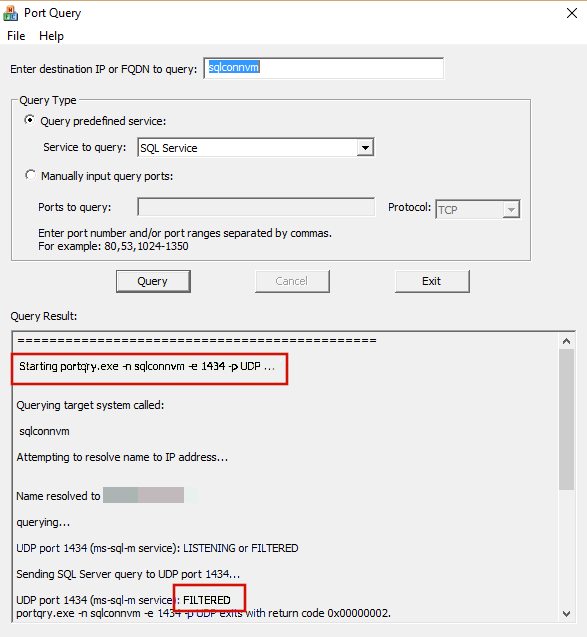 Port Query
File Help
Enter destination IP or FQDN to query: sqlconnvm
Query Type
Query predefined service:
Service to query: SQL Service
Manually input query ports:
Ports to query: Protocol: TCP
Enter port number and/or port ranges separated by commas.
For example: 80,53,1024-1350
Query Cancel Exit
Query Result:
=============================================
Starting portqry.exe -n sqlconnvm -e 1434 -p UDP ...
Querying target system called:
sqlconnvm
Attempting to resolve name to IP address...
Name resolved to
querying...
UDP port 1434 (ms-sql-m service): LISTENING or FILTERED
Sending SQL Server query to UDP port 1434...
UDP port 1434 (ms-sql-m service): FILTERED
portqry.exe -n sqlconnvm -e 1434 -p UDP exits with return code 0x00000002.